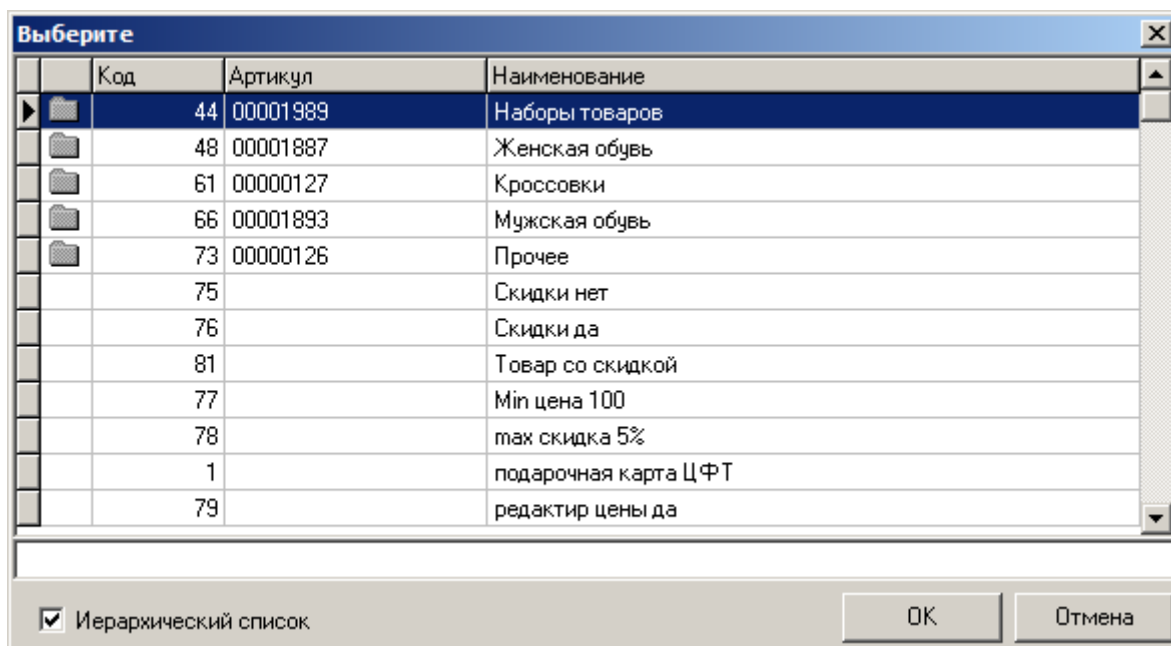 Выберите
Код Артикул Наименование
44 00001989 Наборы товаров
48 00001887 Женская обувь
61 00000127 Кроссовки
66 00001893 Мужская обувь
73 00000126 Прочее
75 Скидки нет
76 Скидки да
81 Товар со скидкой
77 Min цена 100
78 max скидка 5%
1 подарочная карта ЦФТ
79 редактир цены да
Иерархический список OK Отмена